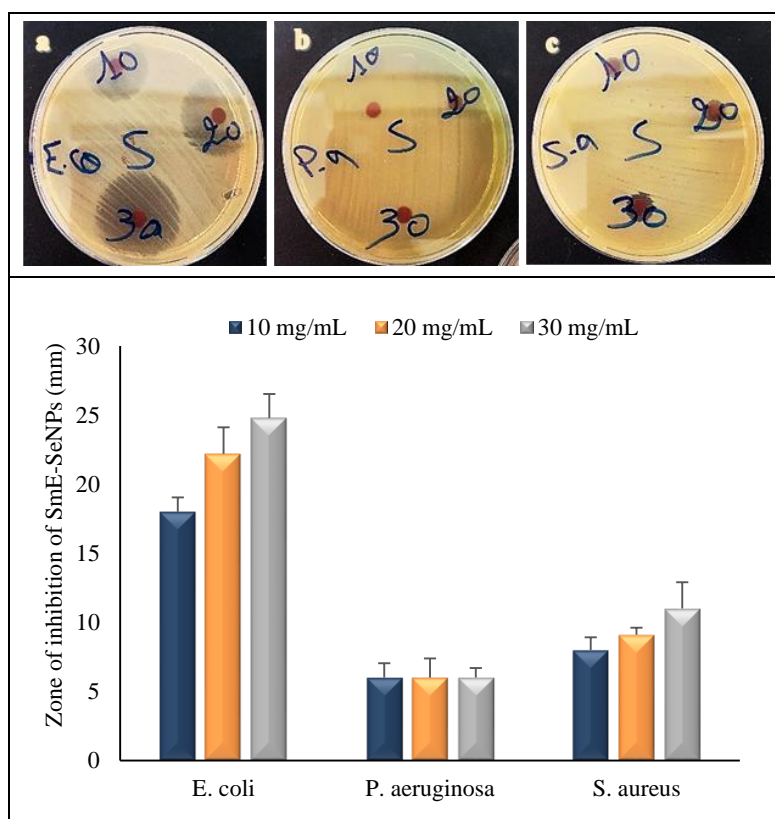 a
10
20
E.co S
30
b
10
20
P-a S
30
c
10
20
S-a S
30
10 mg/mL 20 mg/mL 30 mg/mL
Zone of inhibition of SmE-SeNPs (mm)
30
25
20
15
10
5
0
E. coli P. aeruginosa S. aureus